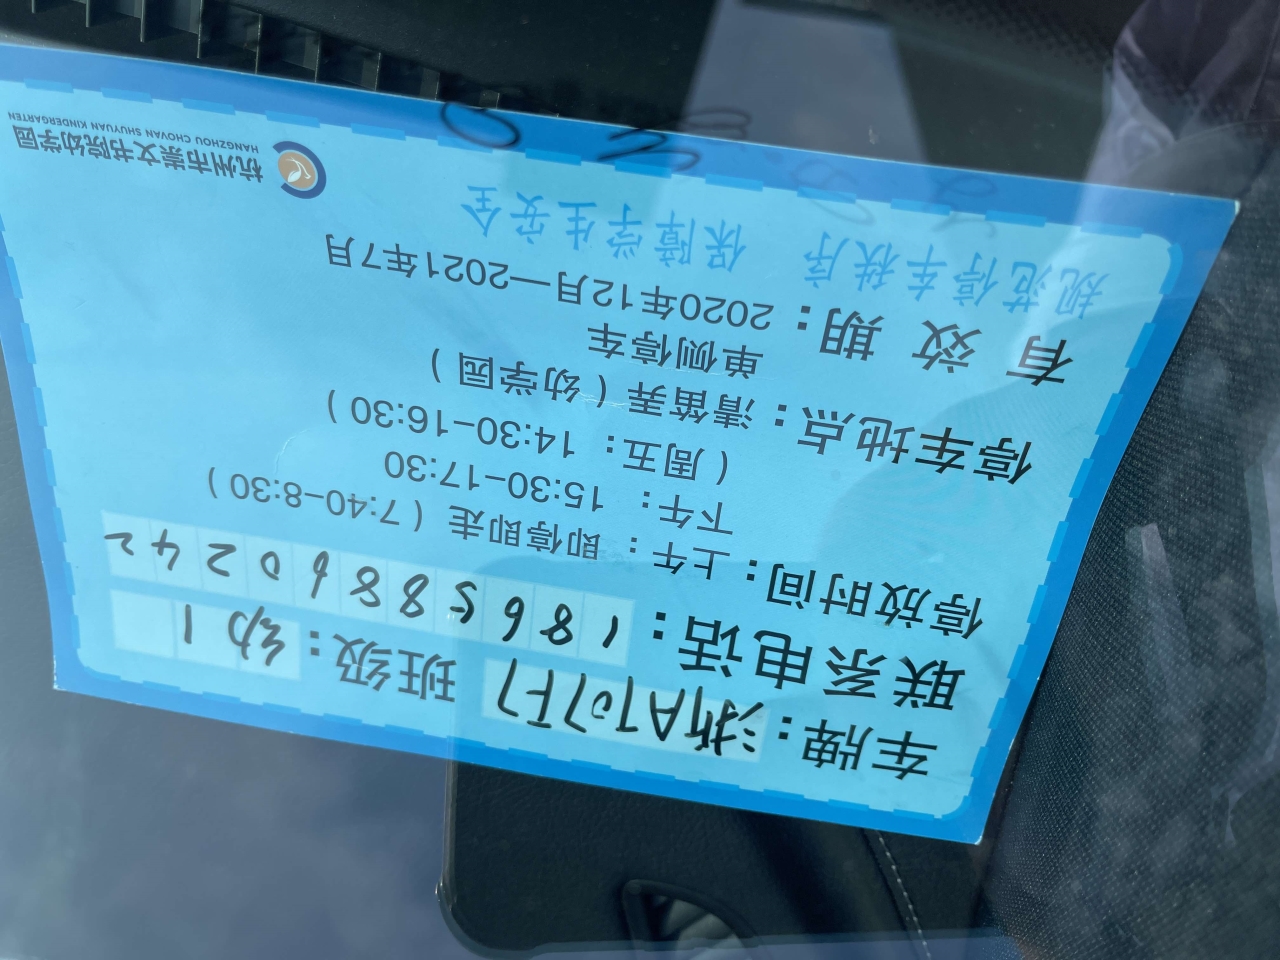 车牌：浙AT07F7 班级：幼1
联系电话：18658890242
停放时间：上午：即停即走（7:40-8:30）
下午：15:30-17:30
（周五：14:30-16:30）
停车地点：清笛弄（幼学园）
单侧停车
有效期：2020年12月—2021年7月
规范停车秩序 保障学生安全
杭州市崇文书院幼学园
HANGZHOU CHOVAN SHUYUAN KINDERGARTEN